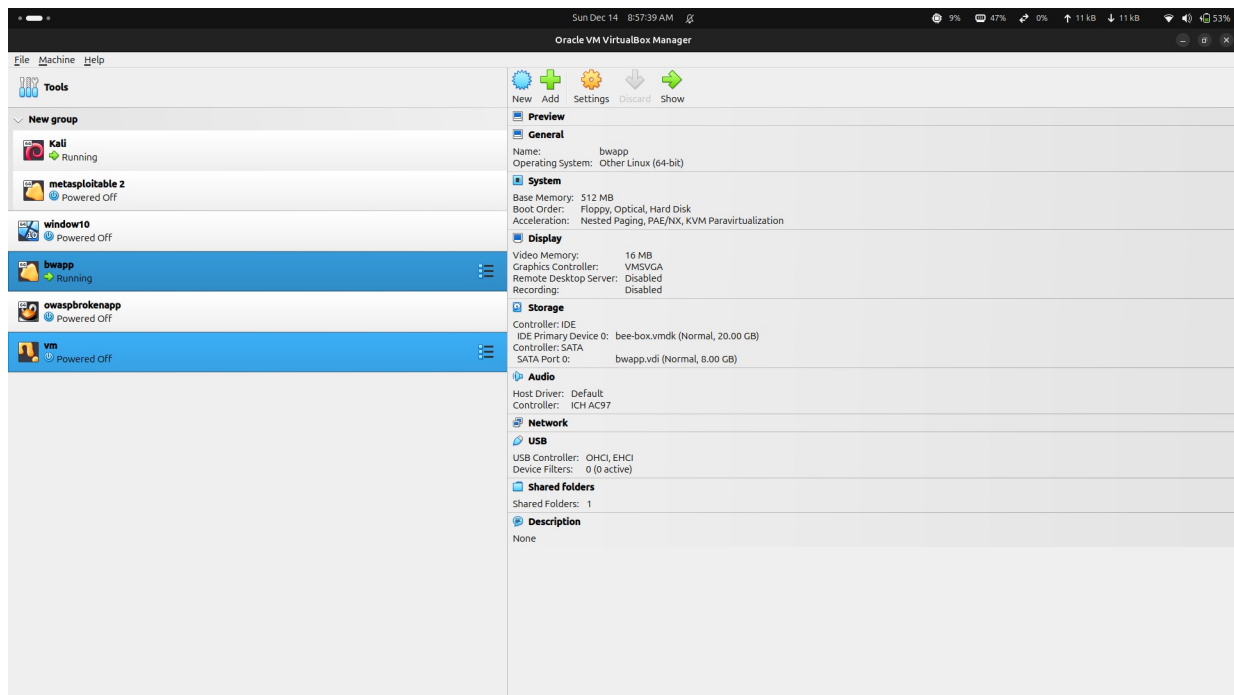 Sun Dec 14 8:57:39 AM
9% 47% 0% 11 kB 11 kB 53%
Oracle VM VirtualBox Manager
File Machine Help
Tools
New group
64
Kali
Running
64
metasploitable 2
Powered Off
64
10
window10
Powered Off
64
bwapp
Running
64
owaspbrokenapp
Powered Off
64
vm
Powered Off
New Add Settings Discard Show
Preview
General
Name: bwapp
Operating System: Other Linux (64-bit)
System
Base Memory: 512 MB
Boot Order: Floppy, Optical, Hard Disk
Acceleration: Nested Paging, PAE/NX, KVM Paravirtualization
Display
Video Memory: 16 MB
Graphics Controller: VMSVGA
Remote Desktop Server: Disabled
Recording: Disabled
Storage
Controller: IDE
IDE Primary Device 0: bee-box.vmdk (Normal, 20.00 GB)
Controller: SATA
SATA Port 0: bwapp.vdi (Normal, 8.00 GB)
Audio
Host Driver: Default
Controller: ICH AC97
Network
USB
USB Controller: OHCI, EHCI
Device Filters: 0 (0 active)
Shared folders
Shared Folders: 1
Description
None